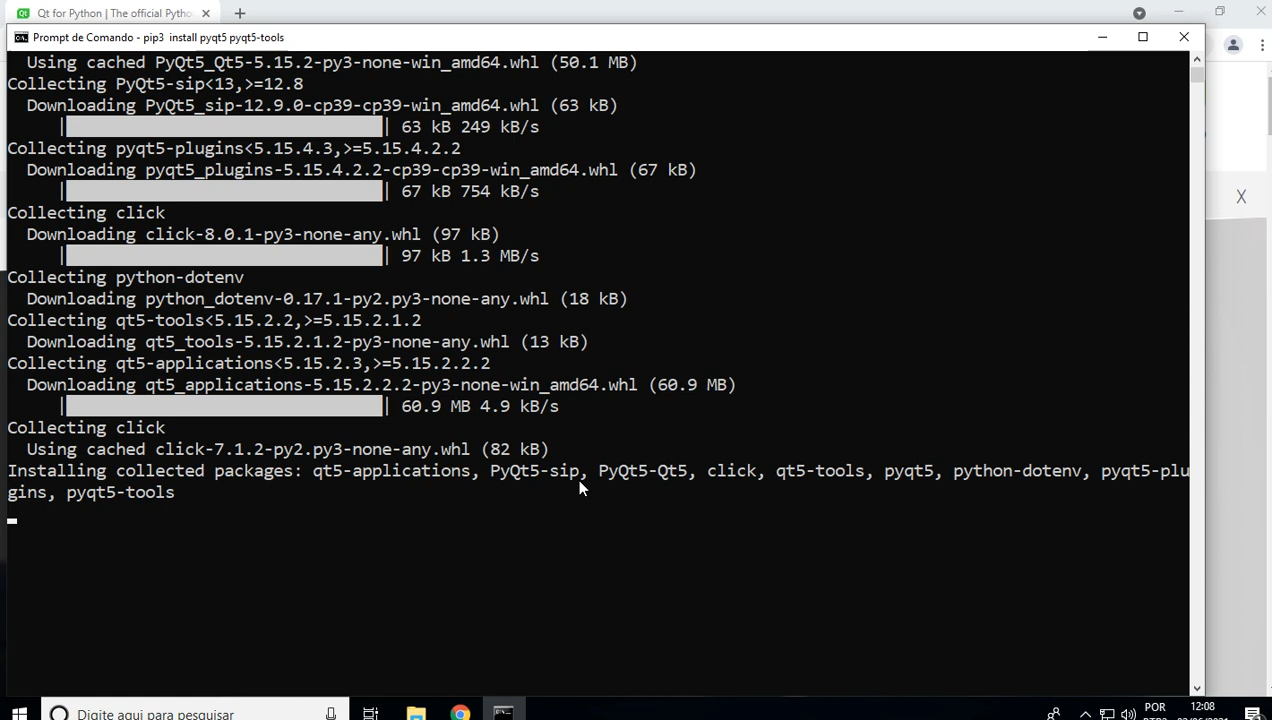 Qt for Python | The official Pytho
Prompt de Comando - pip3 install pyqt5 pyqt5-tools
Using cached PyQt5_Qt5-5.15.2-py3-none-win_amd64.whl (50.1 MB)
Collecting PyQt5-sip<13,>=12.8
Downloading PyQt5_sip-12.9.0-cp39-cp39-win_amd64.whl (63 kB)
|████████████████████████████████| 63 kB 249 kB/s
Collecting pyqt5-plugins<5.15.4.3,>=5.15.4.2.2
Downloading pyqt5_plugins-5.15.4.2.2-cp39-cp39-win_amd64.whl (67 kB)
|████████████████████████████████| 67 kB 754 kB/s
Collecting click
Downloading click-8.0.1-py3-none-any.whl (97 kB)
|████████████████████████████████| 97 kB 1.3 MB/s
Collecting python-dotenv
Downloading python_dotenv-0.17.1-py2.py3-none-any.whl (18 kB)
Collecting qt5-tools<5.15.2.2,>=5.15.2.1.2
Downloading qt5_tools-5.15.2.1.2-py3-none-any.whl (13 kB)
Collecting qt5-applications<5.15.2.3,>=5.15.2.2.2
Downloading qt5_applications-5.15.2.2.2-py3-none-win_amd64.whl (60.9 MB)
|████████████████████████████████| 60.9 MB 4.9 kB/s
Collecting click
Using cached click-7.1.2-py2.py3-none-any.whl (82 kB)
Installing collected packages: qt5-applications, PyQt5-sip, PyQt5-Qt5, click, qt5-tools, pyqt5, python-dotenv, pyqt5-plu
gins, pyqt5-tools
X
Digite aqui para pesquisar
POR
12:08